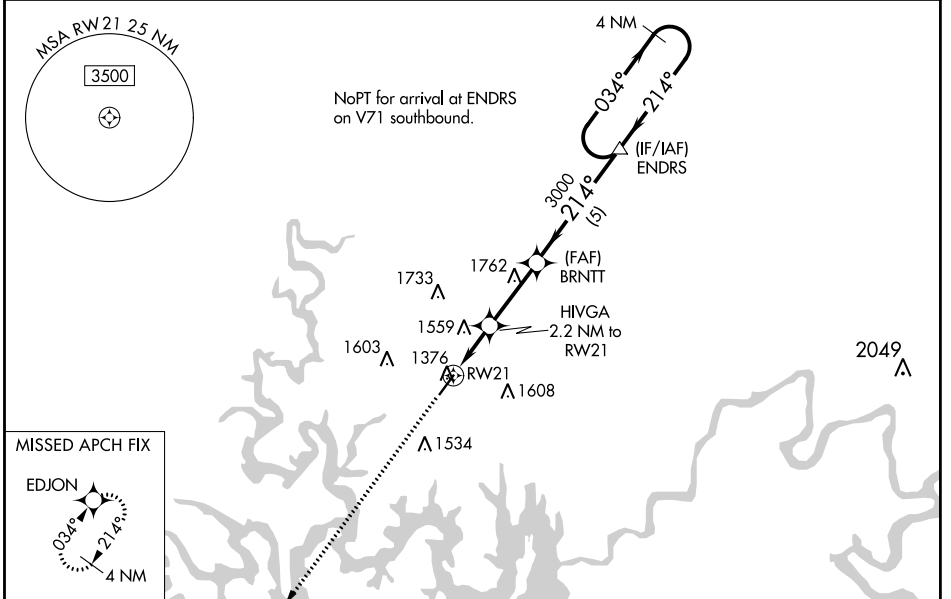 MSA RW 21 25 NM
3500
NoPT for arrival at ENDRS
on V71 southbound.
4 NM
034°
214°
(IF/IAF)
ENDRS
3000
214°
(5)
(FAF)
BRNTT
1762
1733
HIVGA
2.2 NM to
RW21
1559
1603
1376
RW21
1608
2049
1534
MISSED APCH FIX
EDJON
034°
214°
4 NM